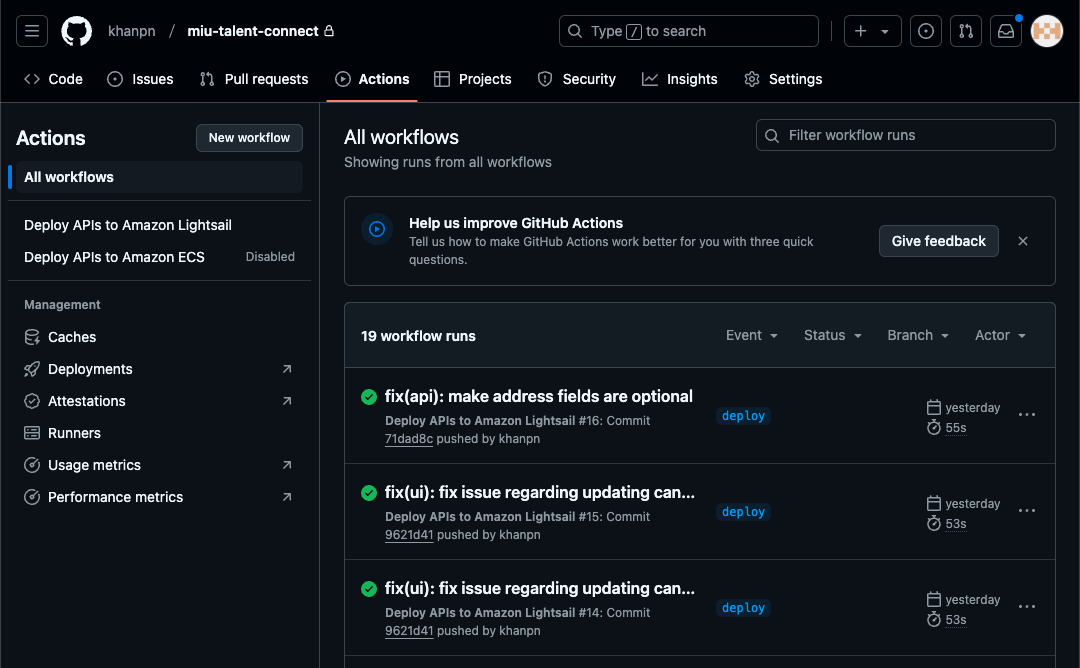 khanpn / miu-talent-connect
Type / to search
Code Issues Pull requests Actions Projects Security Insights Settings
Actions
New workflow
All workflows
Deploy APIs to Amazon Lightsail
Deploy APIs to Amazon ECS Disabled
Management
Caches
Deployments
Attestations
Runners
Usage metrics
Performance metrics
All workflows
Showing runs from all workflows
Filter workflow runs
Help us improve GitHub Actions
Tell us how to make GitHub Actions work better for you with three quick
questions.
Give feedback
19 workflow runs
Event Status Branch Actor
fix(api): make address fields are optional
Deploy APIs to Amazon Lightsail #16: Commit
71dad8c pushed by khanpn
deploy
yesterday
55s
fix(ui): fix issue regarding updating can...
Deploy APIs to Amazon Lightsail #15: Commit
9621d41 pushed by khanpn
deploy
yesterday
53s
fix(ui): fix issue regarding updating can...
Deploy APIs to Amazon Lightsail #14: Commit
9621d41 pushed by khanpn
deploy
yesterday
53s